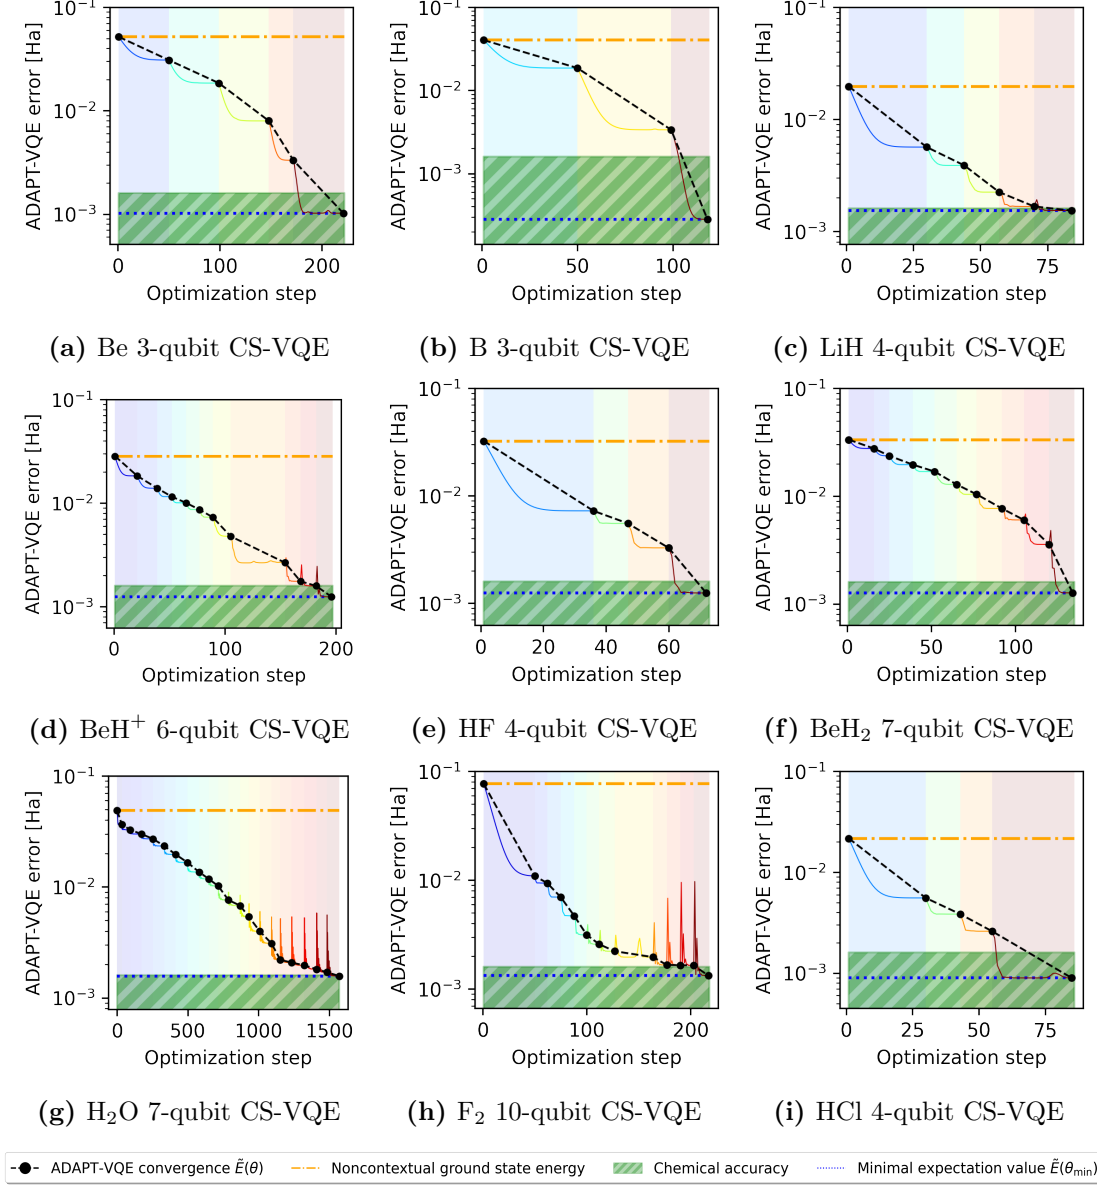 ADAPT-VQE error [Ha]
10⁻¹
10⁻²
10⁻³
0 100 200
Optimization step
(a) Be 3-qubit CS-VQE
ADAPT-VQE error [Ha]
10⁻¹
10⁻²
10⁻³
0 50 100
Optimization step
(b) B 3-qubit CS-VQE
ADAPT-VQE error [Ha]
10⁻¹
10⁻²
10⁻³
0 25 50 75
Optimization step
(c) LiH 4-qubit CS-VQE
ADAPT-VQE error [Ha]
10⁻¹
10⁻²
10⁻³
0 100 200
Optimization step
(d) BeH⁺ 6-qubit CS-VQE
ADAPT-VQE error [Ha]
10⁻¹
10⁻²
10⁻³
0 20 40 60
Optimization step
(e) HF 4-qubit CS-VQE
ADAPT-VQE error [Ha]
10⁻¹
10⁻²
10⁻³
0 50 100
Optimization step
(f) BeH₂ 7-qubit CS-VQE
ADAPT-VQE error [Ha]
10⁻¹
10⁻²
10⁻³
0 500 1000 1500
Optimization step
(g) H₂O 7-qubit CS-VQE
ADAPT-VQE error [Ha]
10⁻¹
10⁻²
10⁻³
0 100 200
Optimization step
(h) F₂ 10-qubit CS-VQE
ADAPT-VQE error [Ha]
10⁻¹
10⁻²
10⁻³
0 25 50 75
Optimization step
(i) HCl 4-qubit CS-VQE
ADAPT-VQE convergence Ẽ(θ) Noncontextual ground state energy Chemical accuracy Minimal expectation value Ẽ(θ_min)